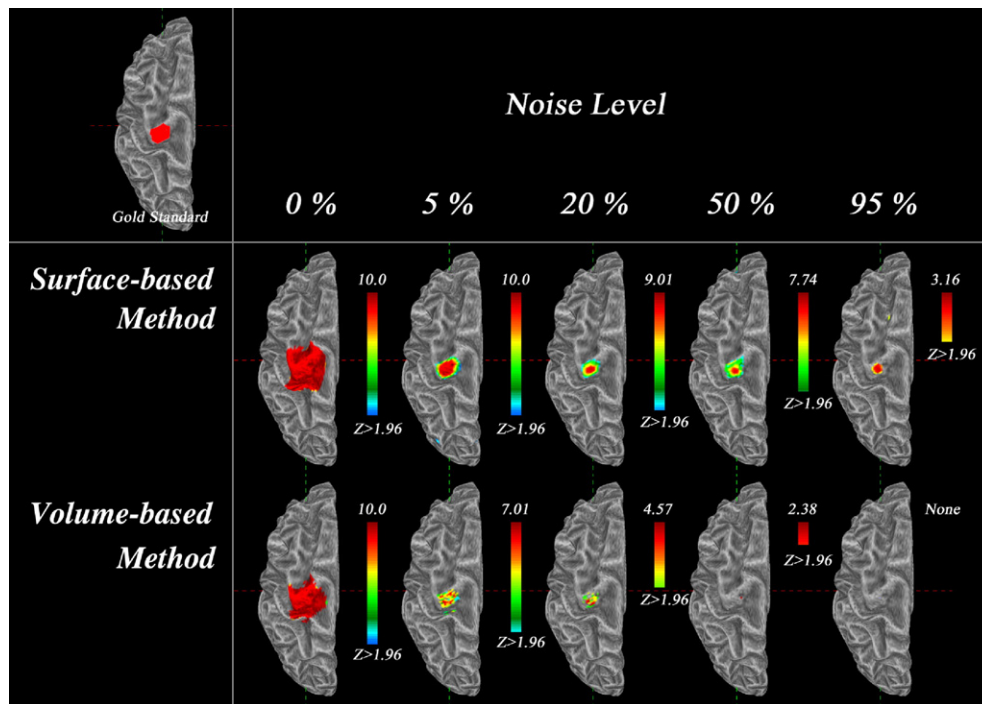 Gold Standard
Noise Level
0 %
5 %
20 %
50 %
95 %
Surface-based
Method
10.0
Z>1.96
10.0
Z>1.96
9.01
Z>1.96
7.74
Z>1.96
3.16
Z>1.96
Volume-based
Method
10.0
Z>1.96
7.01
Z>1.96
4.57
Z>1.96
2.38
Z>1.96
None